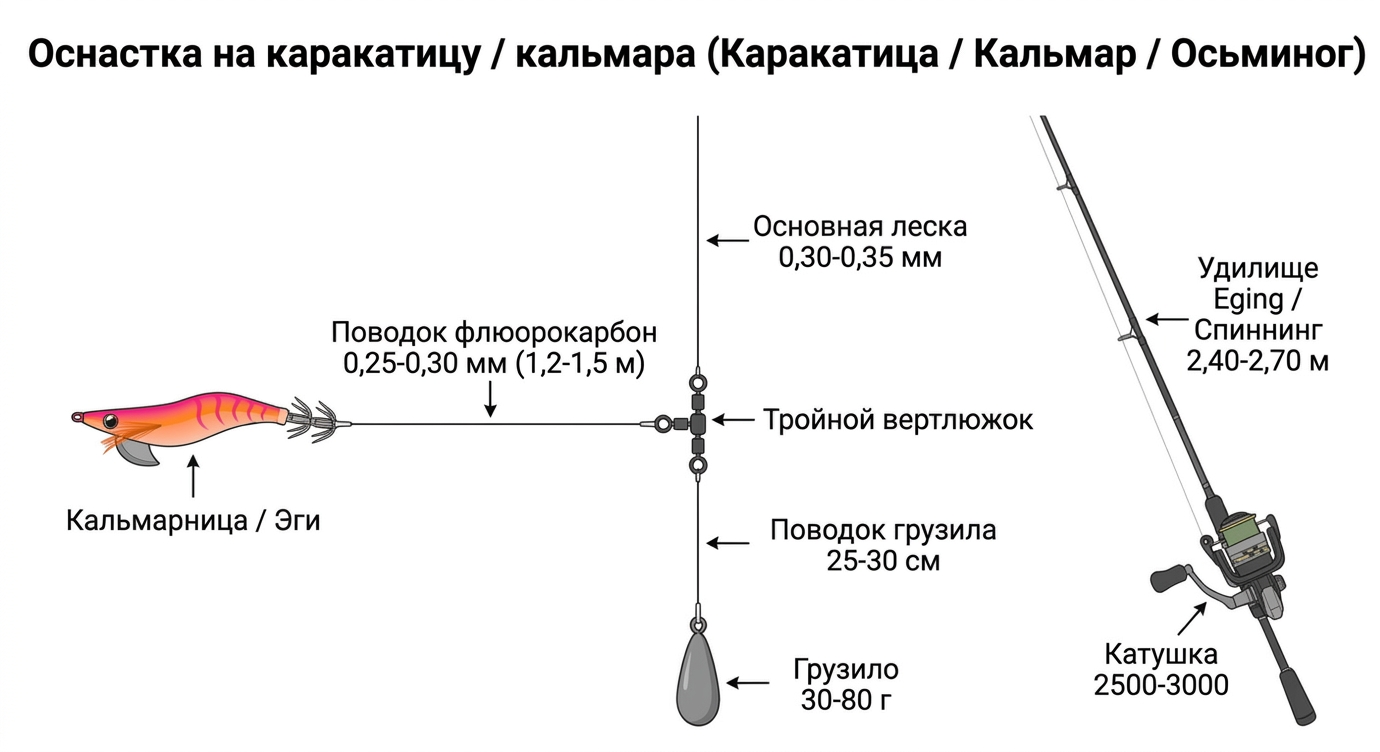 Оснастка на каракатицу / кальмара (Каракатица / Кальмар / Осьминог)
Основная леска
0,30-0,35 мм
Удилище
Eging /
Спиннинг
2,40-2,70 м
Поводок флюорокарбон
0,25-0,30 мм (1,2-1,5 м)
Тройной вертлюжок
Кальмарница / Эги
Поводок грузила
25-30 см
Грузило
30-80 г
Катушка
2500-3000